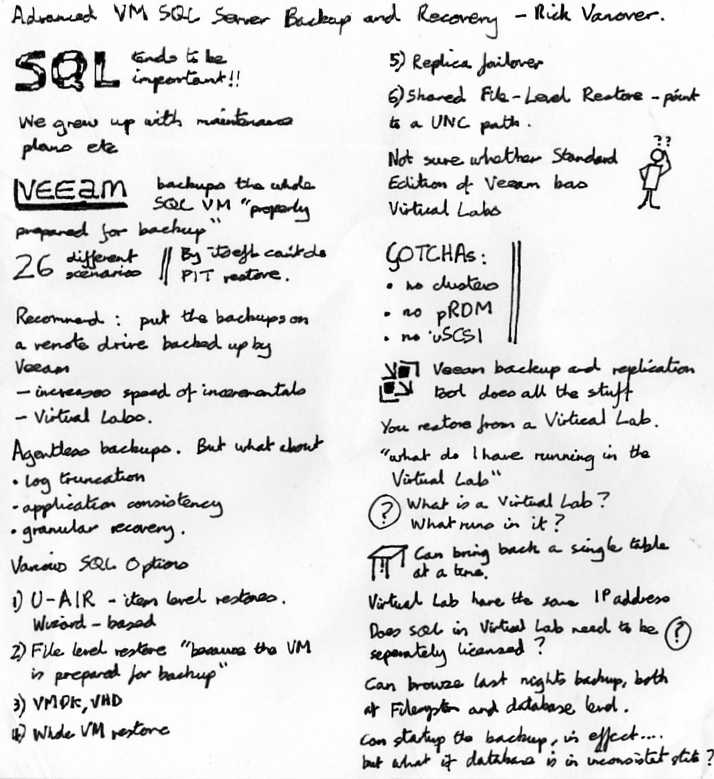 Advanced VM SQL Server Backup and Recovery - Rick Vanover.
SQL tends to be
important!!
We grew up with maintenance
plans etc
VEEAM backups the whole
SQL VM "properly
prepared for backup"
26 different
scenarios
By itself can't do
PIT restore.
Recommend: put the backups on
a remote drive backed up by
Veeam
- increases speed of incrementals
- Virtual Labs.
Agentless backups. But what about
• log truncation
• application consistency
• granular recovery.
Various SQL Options
1) U-AIR - item level restores.
Wizard-based
2) File level restore "because the VM
is prepared for backup"
3) VMDK, VHD
4) Whole VM restore
5) Replica failover
6) Shared File-Level Restore - point
to a UNC path.
Not sure whether Standard
Edition of Veeam has
Virtual Labs
??
GOTCHAs:
• no clusters
• no pRDM
• no uSCSI
Veeam backup and replication
tool does all the stuff
You restore from a Virtual Lab.
"what do I have running in the
Virtual Lab"
? What is a Virtual Lab?
What runs in it?
Can bring back a single table
at a time.
Virtual Lab have the same IP address
Does SQL in Virtual Lab need to be
separately licensed? ?
Can browze last nights backup, both
at Filesystem and database level.
Can startup the backup, in effect....
but what if database is in inconsistent state?